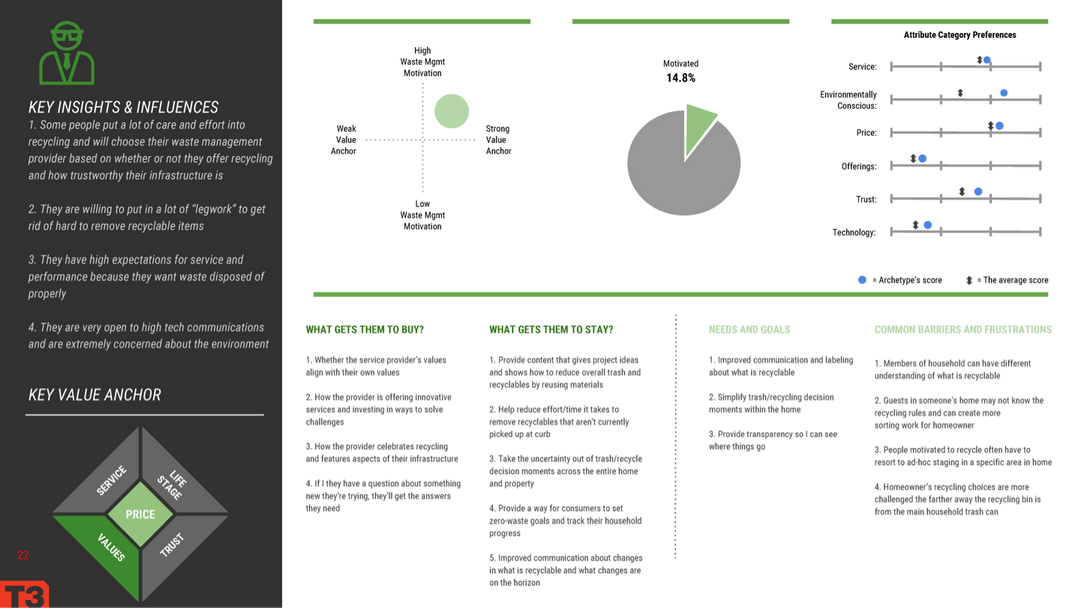 KEY INSIGHTS & INFLUENCES
1. Some people put a lot of care and effort into
recycling and will choose their waste management
provider based on whether or not they offer recycling
and how trustworthy their infrastructure is
2. They are willing to put in a lot of “legwork” to get
rid of hard to remove recyclable items
3. They have high expectations for service and
performance because they want waste disposed of
properly
4. They are very open to high tech communications
and are extremely concerned about the environment
KEY VALUE ANCHOR
SERVICE
LIFE
STAGE
PRICE
VALUES
TRUST
22
T3
High
Waste Mgmt
Motivation
Weak
Value
Anchor
Strong
Value
Anchor
Low
Waste Mgmt
Motivation
Motivated
14.8%
Attribute Category Preferences
Service:
Environmentally
Conscious:
Price:
Offerings:
Trust:
Technology:
= Archetype's score
= The average score
WHAT GETS THEM TO BUY?
1. Whether the service provider's values
align with their own values
2. How the provider is offering innovative
services and investing in ways to solve
challenges
3. How the provider celebrates recycling
and features aspects of their infrastructure
4. If I they have a question about something
new they're trying, they'll get the answers
they need
WHAT GETS THEM TO STAY?
1. Provide content that gives project ideas
and shows how to reduce overall trash and
recyclables by reusing materials
2. Help reduce effort/time it takes to
remove recyclables that aren't currently
picked up at curb
3. Take the uncertainty out of trash/recycle
decision moments across the entire home
and property
4. Provide a way for consumers to set
zero-waste goals and track their household
progress
5. Improved communication about changes
in what is recyclable and what changes are
on the horizon
NEEDS AND GOALS
1. Improved communication and labeling
about what is recyclable
2. Simplify trash/recycling decision
moments within the home
3. Provide transparency so I can see
where things go
COMMON BARRIERS AND FRUSTRATIONS
1. Members of household can have different
understanding of what is recyclable
2. Guests in someone's home may not know the
recycling rules and can create more
sorting work for homeowner
3. People motivated to recycle often have to
resort to ad-hoc staging in a specific area in home
4. Homeowner's recycling choices are more
challenged the farther away the recycling bin is
from the main household trash can